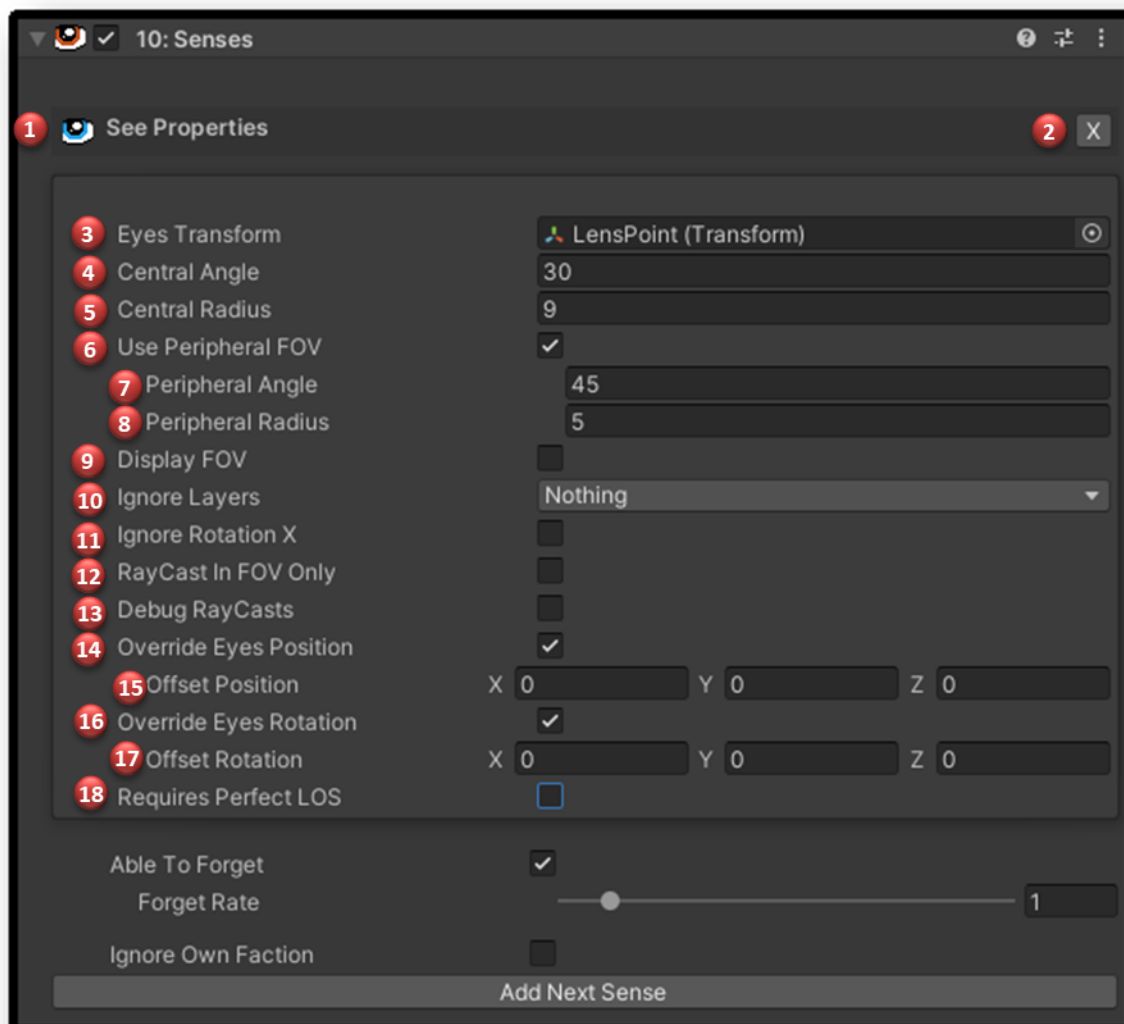 10: Senses
1 See Properties 2 X
3 Eyes Transform LensPoint (Transform)
4 Central Angle 30
5 Central Radius 9
6 Use Peripheral FOV
7 Peripheral Angle 45
8 Peripheral Radius 5
9 Display FOV
10 Ignore Layers Nothing
11 Ignore Rotation X
12 RayCast In FOV Only
13 Debug RayCasts
14 Override Eyes Position
15 Offset Position X 0 Y 0 Z 0
16 Override Eyes Rotation
17 Offset Rotation X 0 Y 0 Z 0
18 Requires Perfect LOS
Able To Forget
Forget Rate 1
Ignore Own Faction
Add Next Sense